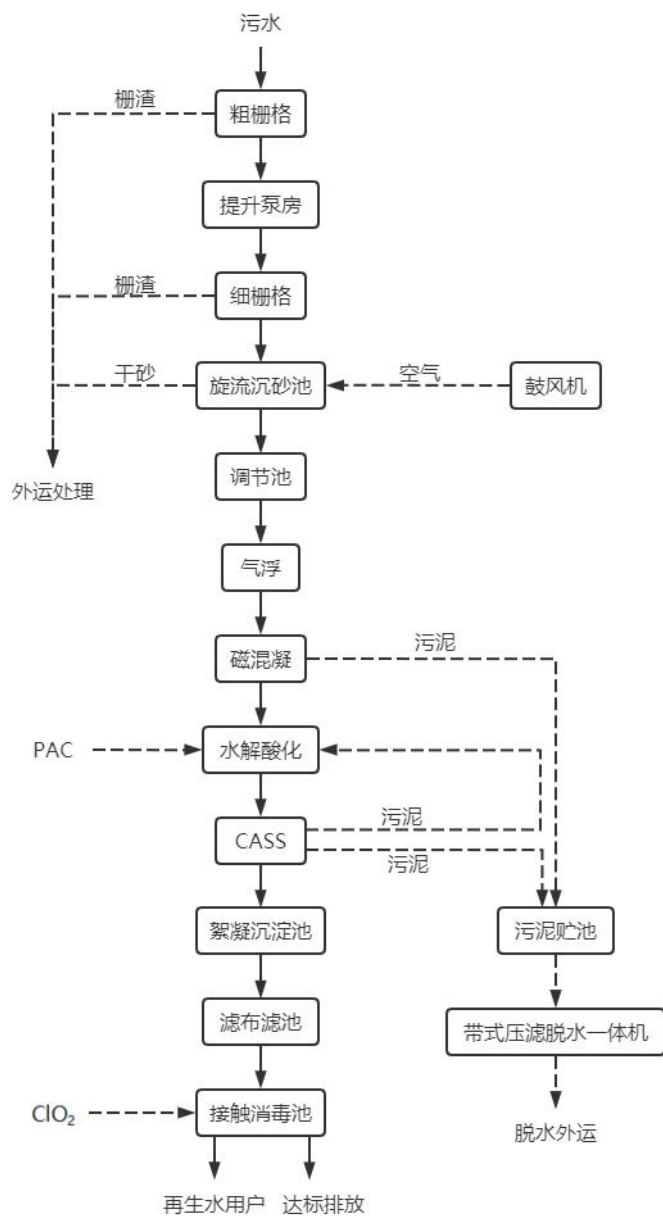 污水
栅渣
粗栅格
提升泵房
栅渣
细栅格
干砂
旋流沉砂池
空气
鼓风机
外运处理
调节池
气浮
磁混凝
污泥
PAC
水解酸化
污泥
CASS
污泥
絮凝沉淀池
污泥贮池
滤布滤池
带式压滤脱水一体机
ClO₂
接触消毒池
脱水外运
再生水用户
达标排放